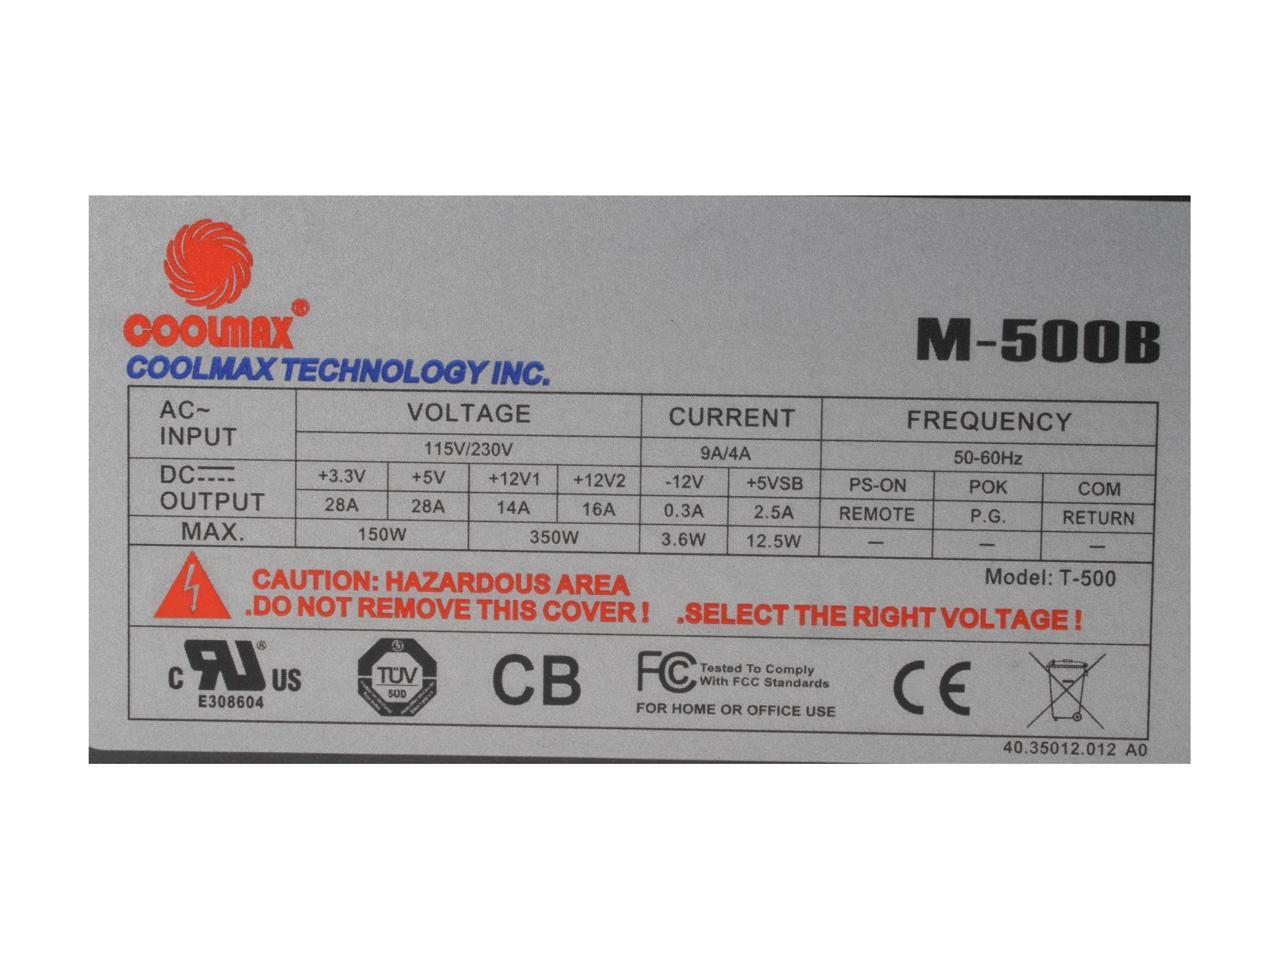 COOLMAX®
M-500B
COOLMAX TECHNOLOGY INC.
AC~ INPUT VOLTAGE CURRENT FREQUENCY
115V/230V 9A/4A 50-60Hz
DC OUTPUT +3.3V +5V +12V1 +12V2 -12V +5VSB PS-ON POK COM
28A 28A 14A 16A 0.3A 2.5A REMOTE P.G. RETURN
MAX. 150W 350W 3.6W 12.5W — — —
Model: T-500
CAUTION: HAZARDOUS AREA
.DO NOT REMOVE THIS COVER! .SELECT THE RIGHT VOLTAGE!
C RU® US
E308604
TÜV
SUD
CB
FCC Tested To Comply
With FCC Standards
FOR HOME OR OFFICE USE
CE
40.35012.012 A0